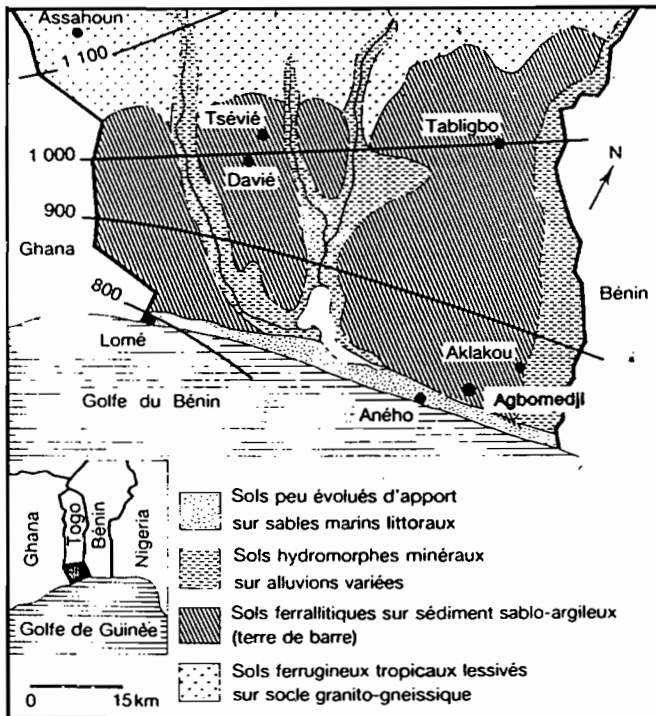 Assahoun
1 100
Tsévié
Tabligbo
1 000
Davié
N
900
Ghana
800
Bénin
Lomé
Aklakou
Golfe du Bénin
Agbomedji
Aného
Ghana
Togo
Bénin
Nigeria
Golfe de Guinée
0 15 km
Sols peu évolués d'apport
sur sables marins littoraux
Sols hydromorphes minéraux
sur alluvions variées
Sols ferrallitiques sur sédiment sablo-argileux
(terre de barre)
Sols ferrugineux tropicaux lessivés
sur socle granito-gneissique